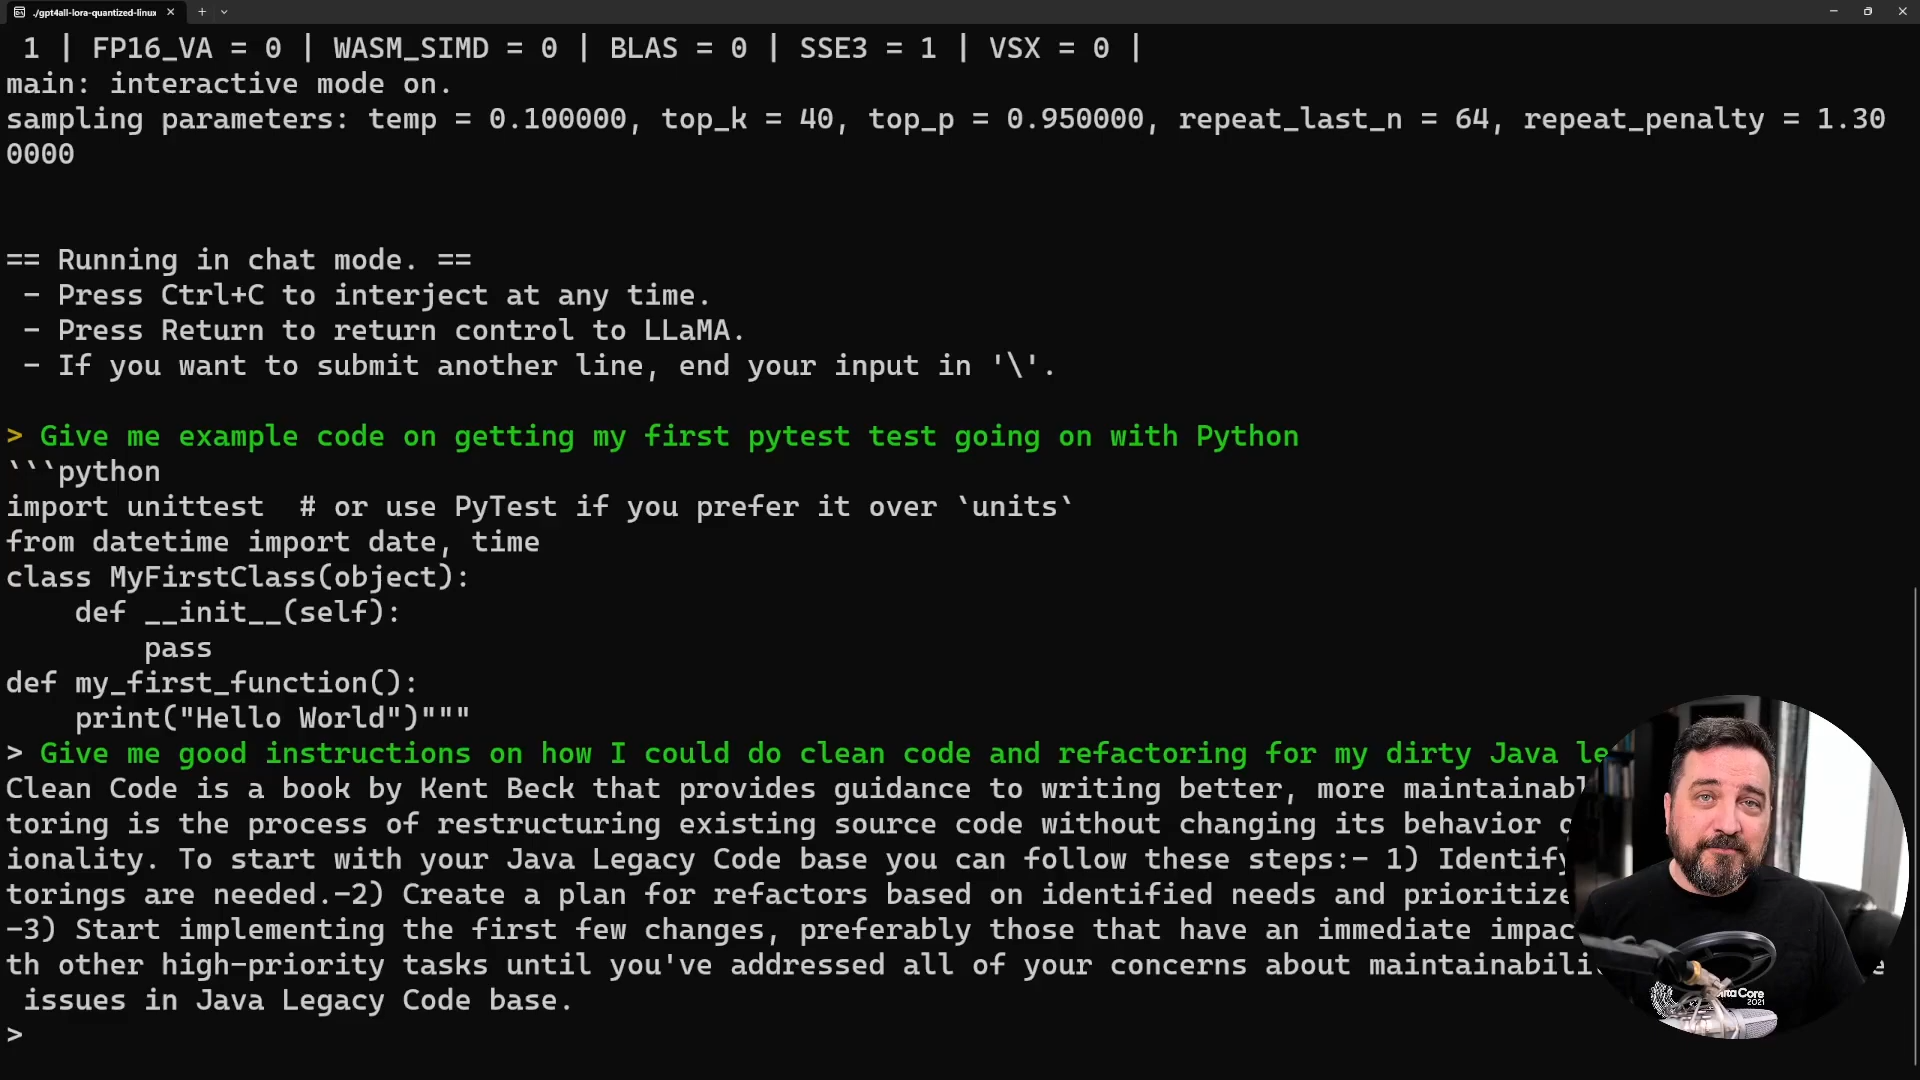 ./gpt4all-lora-quantized-linux
1 | FP16_VA = 0 | WASM_SIMD = 0 | BLAS = 0 | SSE3 = 1 | VSX = 0 |
main: interactive mode on.
sampling parameters: temp = 0.100000, top_k = 40, top_p = 0.950000, repeat_last_n = 64, repeat_penalty = 1.30
0000
== Running in chat mode. ==
- Press Ctrl+C to interject at any time.
- Press Return to return control to LLaMA.
- If you want to submit another line, end your input in '\'.
> Give me example code on getting my first pytest test going on with Python
```python
import unittest  # or use PyTest if you prefer it over `units`
from datetime import date, time
class MyFirstClass(object):
    def __init__(self):
        pass
def my_first_function():
    print("Hello World")"""
> Give me good instructions on how I could do clean code and refactoring for my dirty Java le
Clean Code is a book by Kent Beck that provides guidance to writing better, more maintainabl
toring is the process of restructuring existing source code without changing its behavior
ionality. To start with your Java Legacy Code base you can follow these steps:- 1) Identify
torings are needed.-2) Create a plan for refactors based on identified needs and prioritize
-3) Start implementing the first few changes, preferably those that have an immediate impac
th other high-priority tasks until you've addressed all of your concerns about maintainabili e
issues in Java Legacy Code base.
>
Core
2021